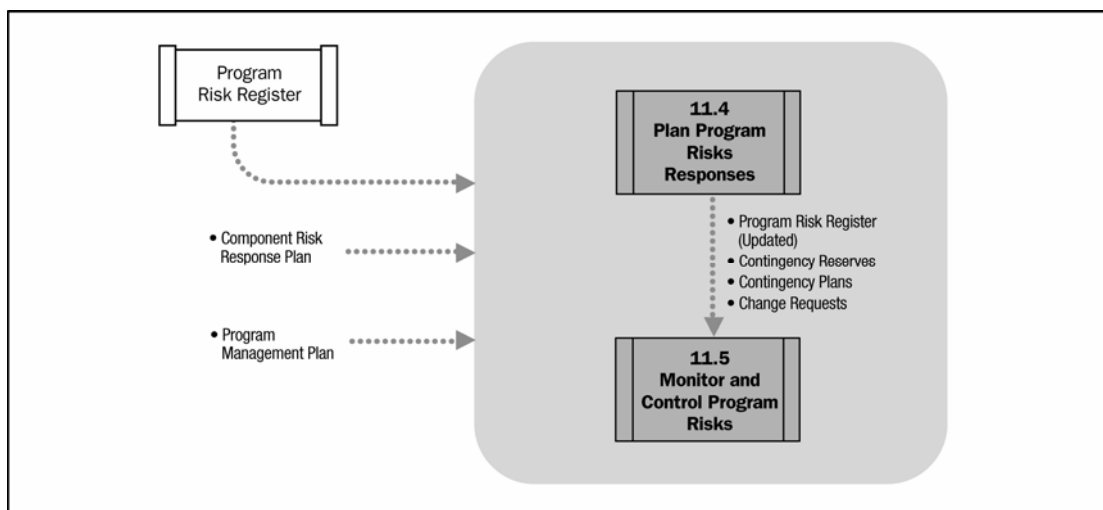 Program
Risk Register
• Component Risk
Response Plan
• Program
Management Plan
11.4
Plan Program
Risks
Responses
• Program Risk Register
(Updated)
• Contingency Reserves
• Contingency Plans
• Change Requests
11.5
Monitor and
Control Program
Risks